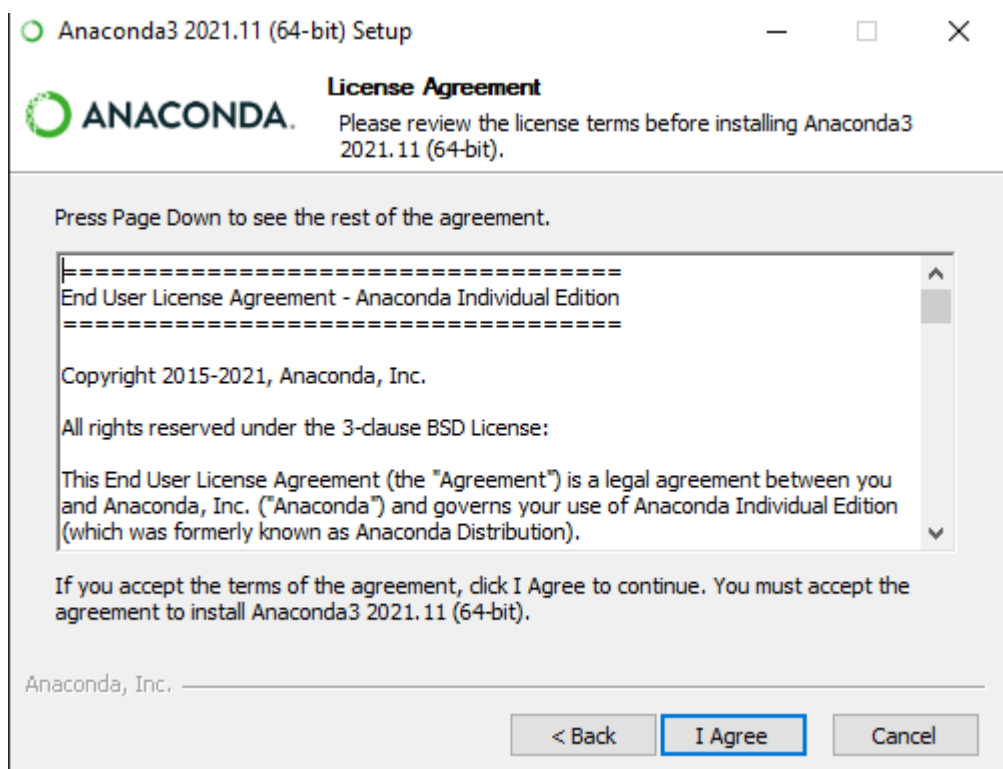 Anaconda3 2021.11 (64-bit) Setup
ANACONDA.
License Agreement
Please review the license terms before installing Anaconda3
2021.11 (64-bit).
Press Page Down to see the rest of the agreement.
===================================
End User License Agreement - Anaconda Individual Edition
===================================
Copyright 2015-2021, Anaconda, Inc.
All rights reserved under the 3-clause BSD License:
This End User License Agreement (the "Agreement") is a legal agreement between you
and Anaconda, Inc. ("Anaconda") and governs your use of Anaconda Individual Edition
(which was formerly known as Anaconda Distribution).
If you accept the terms of the agreement, click I Agree to continue. You must accept the
agreement to install Anaconda3 2021.11 (64-bit).
Anaconda, Inc.
< Back
I Agree
Cancel